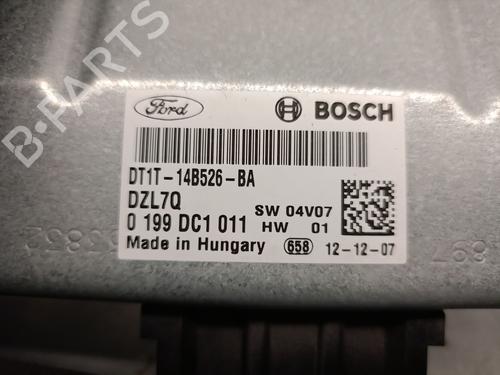 B-PARTS
Ford
BOSCH
DT1T-14B526-BA
DZL7Q
SW 04V07
0 199 DC1 011
HW 01
Made in Hungary
658
12-12-07